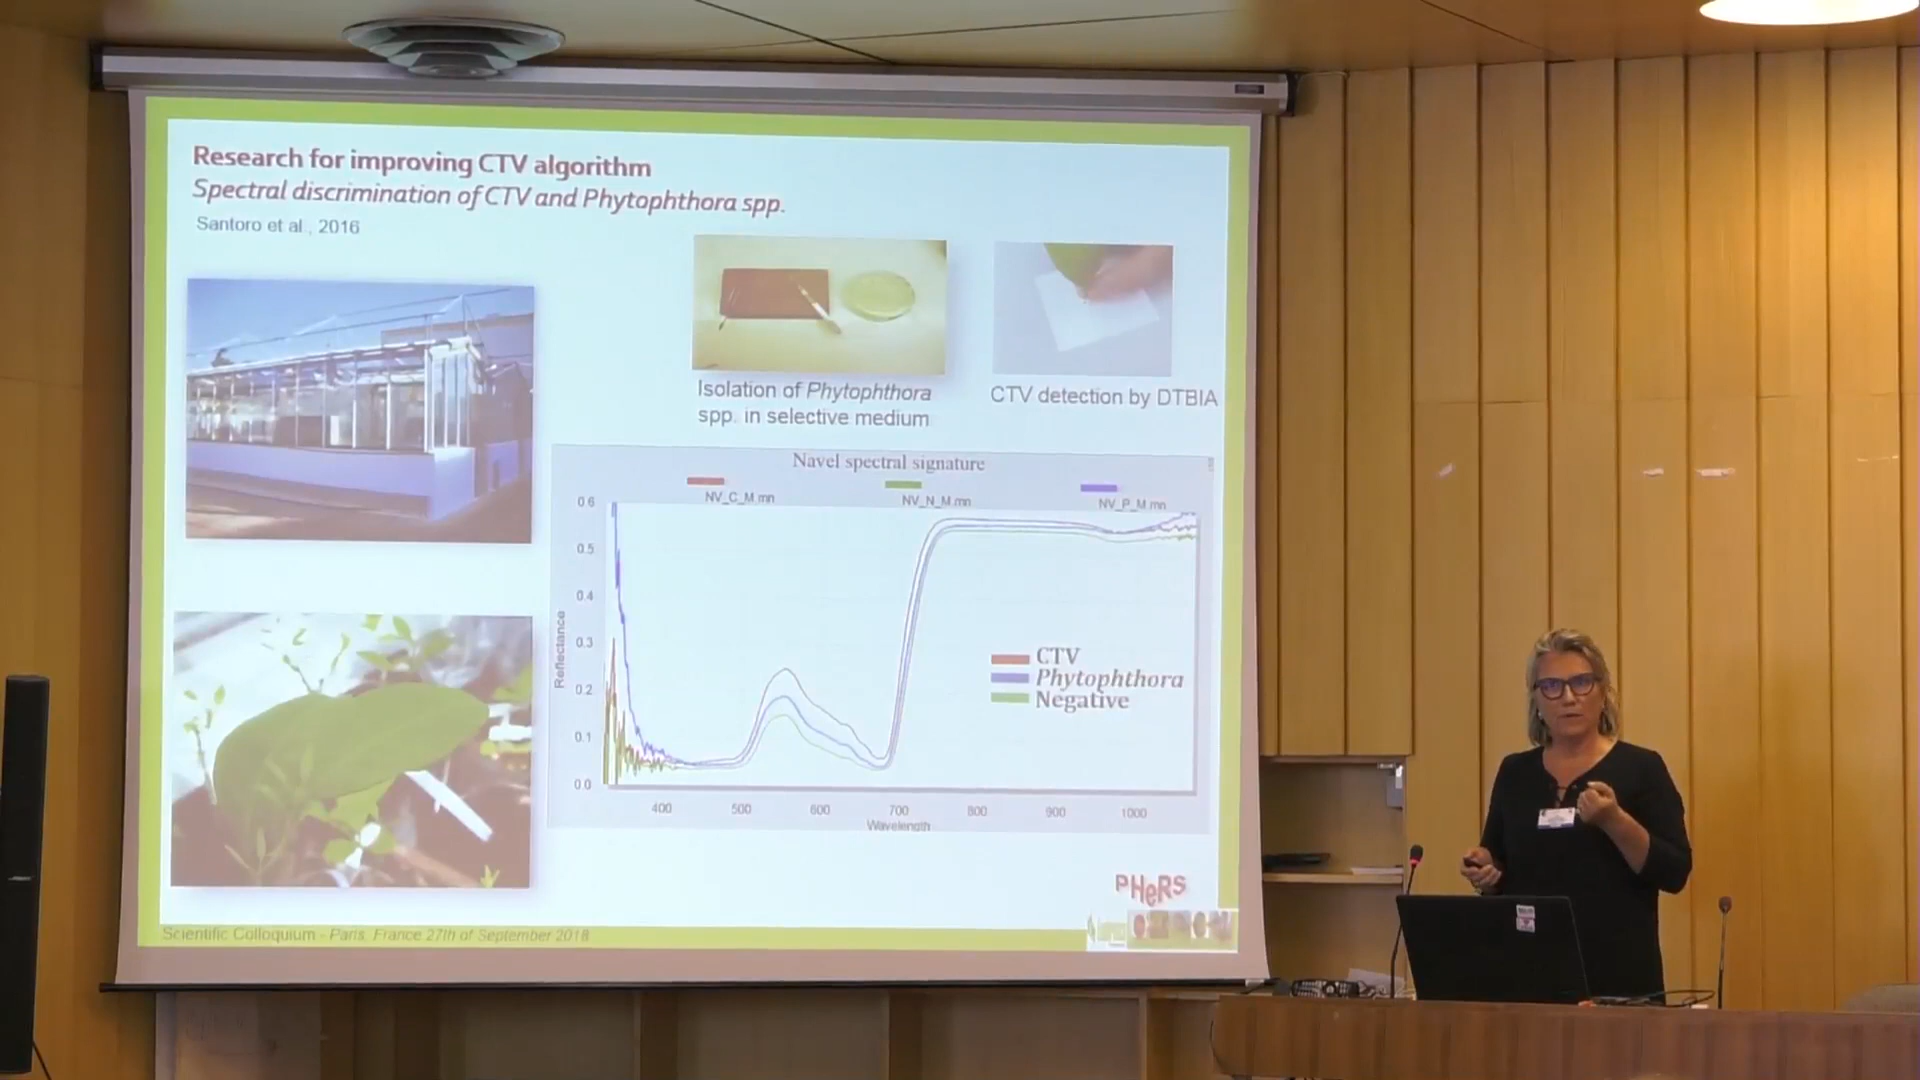 Research for improving CTV algorithm
Spectral discrimination of CTV and Phytophthora spp.
Santoro et al., 2016
Isolation of Phytophthora
spp. in selective medium
CTV detection by DTBIA
Navel spectral signature
NV_C_M.mn
NV_N_M.mn
NV_P_M.mn
0.6
0.5
0.4
0.3
0.2
0.1
0.0
Reflectance
CTV
Phytophthora
Negative
400 500 600 700 800 900 1000
Wavelength
PHeRS
Scientific Colloquium - Paris, France 27th of September 2018